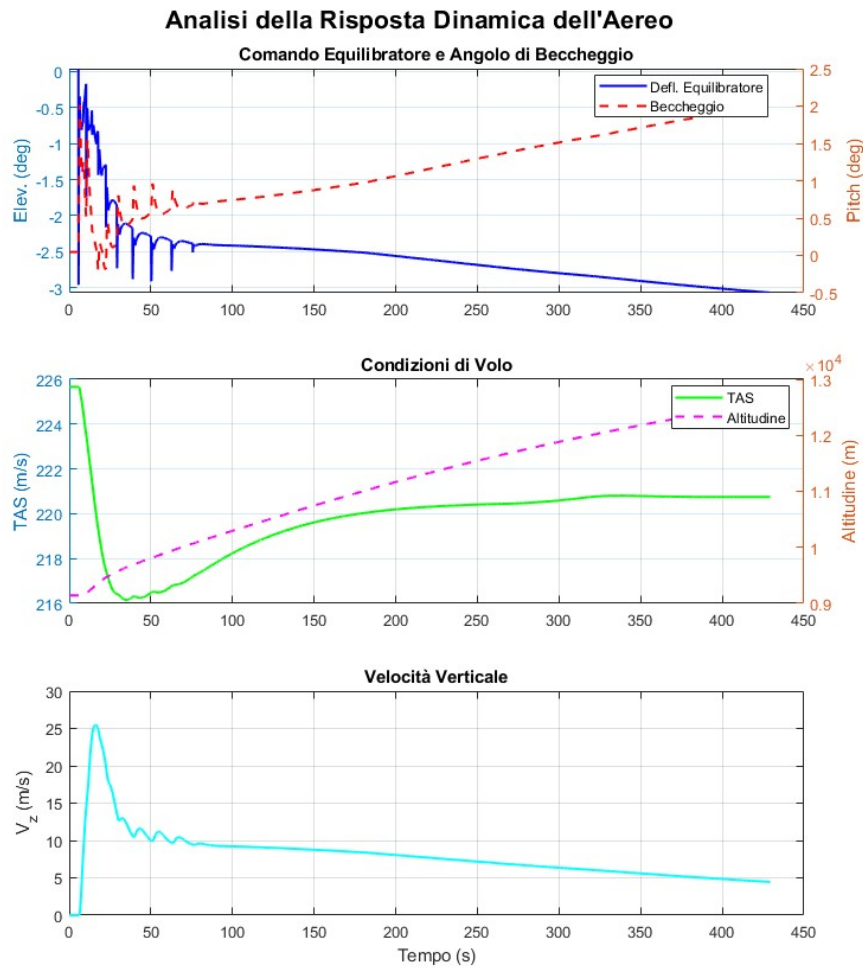 Analisi della Risposta Dinamica dell'Aereo
Comando Equilibratore e Angolo di Beccheggio
Elev. (deg)
0
-0.5
-1
-1.5
-2
-2.5
-3
Defl. Equilibratore
Beccheggio
2.5
2
1.5
1
0.5
0
-0.5
Pitch (deg)
0 50 100 150 200 250 300 350 400 450
Condizioni di Volo
×10⁴
TAS (m/s)
226
224
222
220
218
216
TAS
Altitudine
1.3
1.2
1.1
1
0.9
Altitudine (m)
0 50 100 150 200 250 300 350 400 450
Velocità Verticale
V_z (m/s)
30
25
20
15
10
5
0
0 50 100 150 200 250 300 350 400 450
Tempo (s)